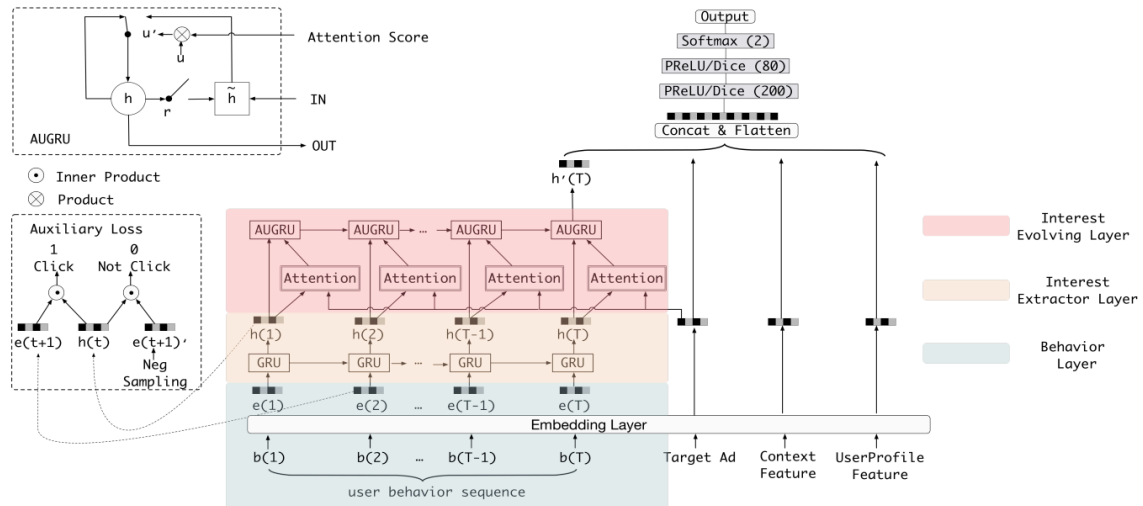 Output
Softmax (2)
PReLU/Dice (80)
PReLU/Dice (200)
Concat & Flatten
u'
u
Attention Score
h
r
h̃
IN
AUGRU
OUT
Inner Product
Product
h'(T)
Auxiliary Loss
1 0
Click Not Click
e(t+1) h(t) e(t+1)'
Neg
Sampling
AUGRU AUGRU ... AUGRU AUGRU
Attention Attention Attention Attention
h(1) h(2) h(T-1) h(T)
GRU GRU ... GRU GRU
e(1) e(2) ... e(T-1) e(T)
Embedding Layer
b(1) b(2) ... b(T-1) b(T)
user behavior sequence
Target Ad
Context
Feature
UserProfile
Feature
Interest
Evolving Layer
Interest
Extractor Layer
Behavior
Layer